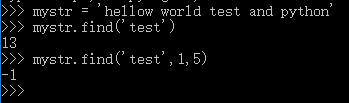 >>> mystr = 'hellow world test and python'
>>> mystr.find('test')
13
>>> mystr.find('test',1,5)
-1
>>>